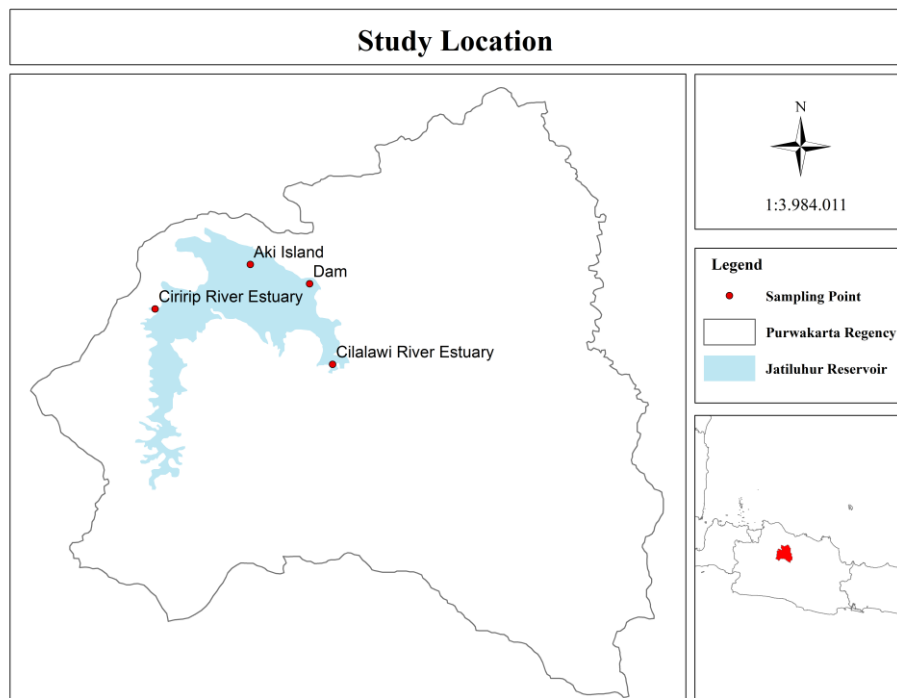 Study Location
Aki Island
Dam
Ciririp River Estuary
Cilalawi River Estuary
N
1:3.984.011
Legend
Sampling Point
Purwakarta Regency
Jatiluhur Reservoir